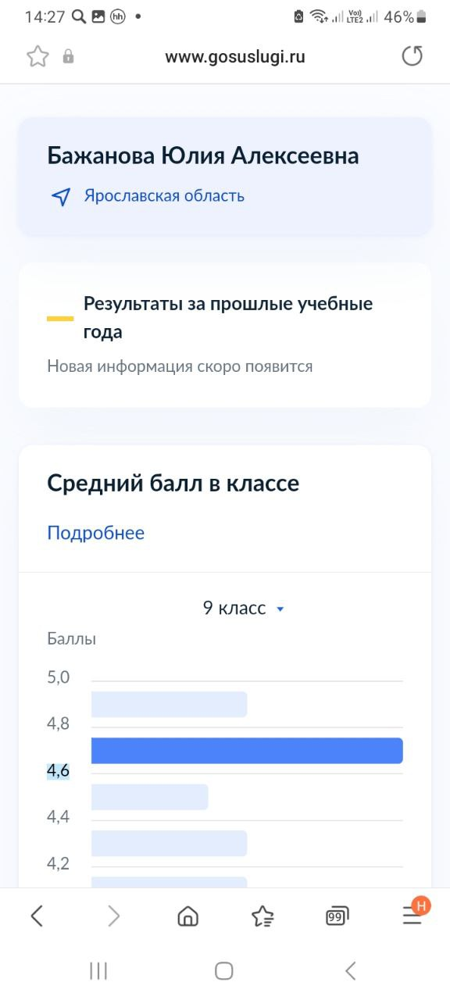 14:27 hh Vo)) LTE2 46%
www.gosuslugi.ru
Бажанова Юлия Алексеевна
Ярославская область
Результаты за прошлые учебные
года
Новая информация скоро появится
Средний балл в классе
Подробнее
9 класс
Баллы
5,0
4,8
4,6
4,4
4,2
99
H